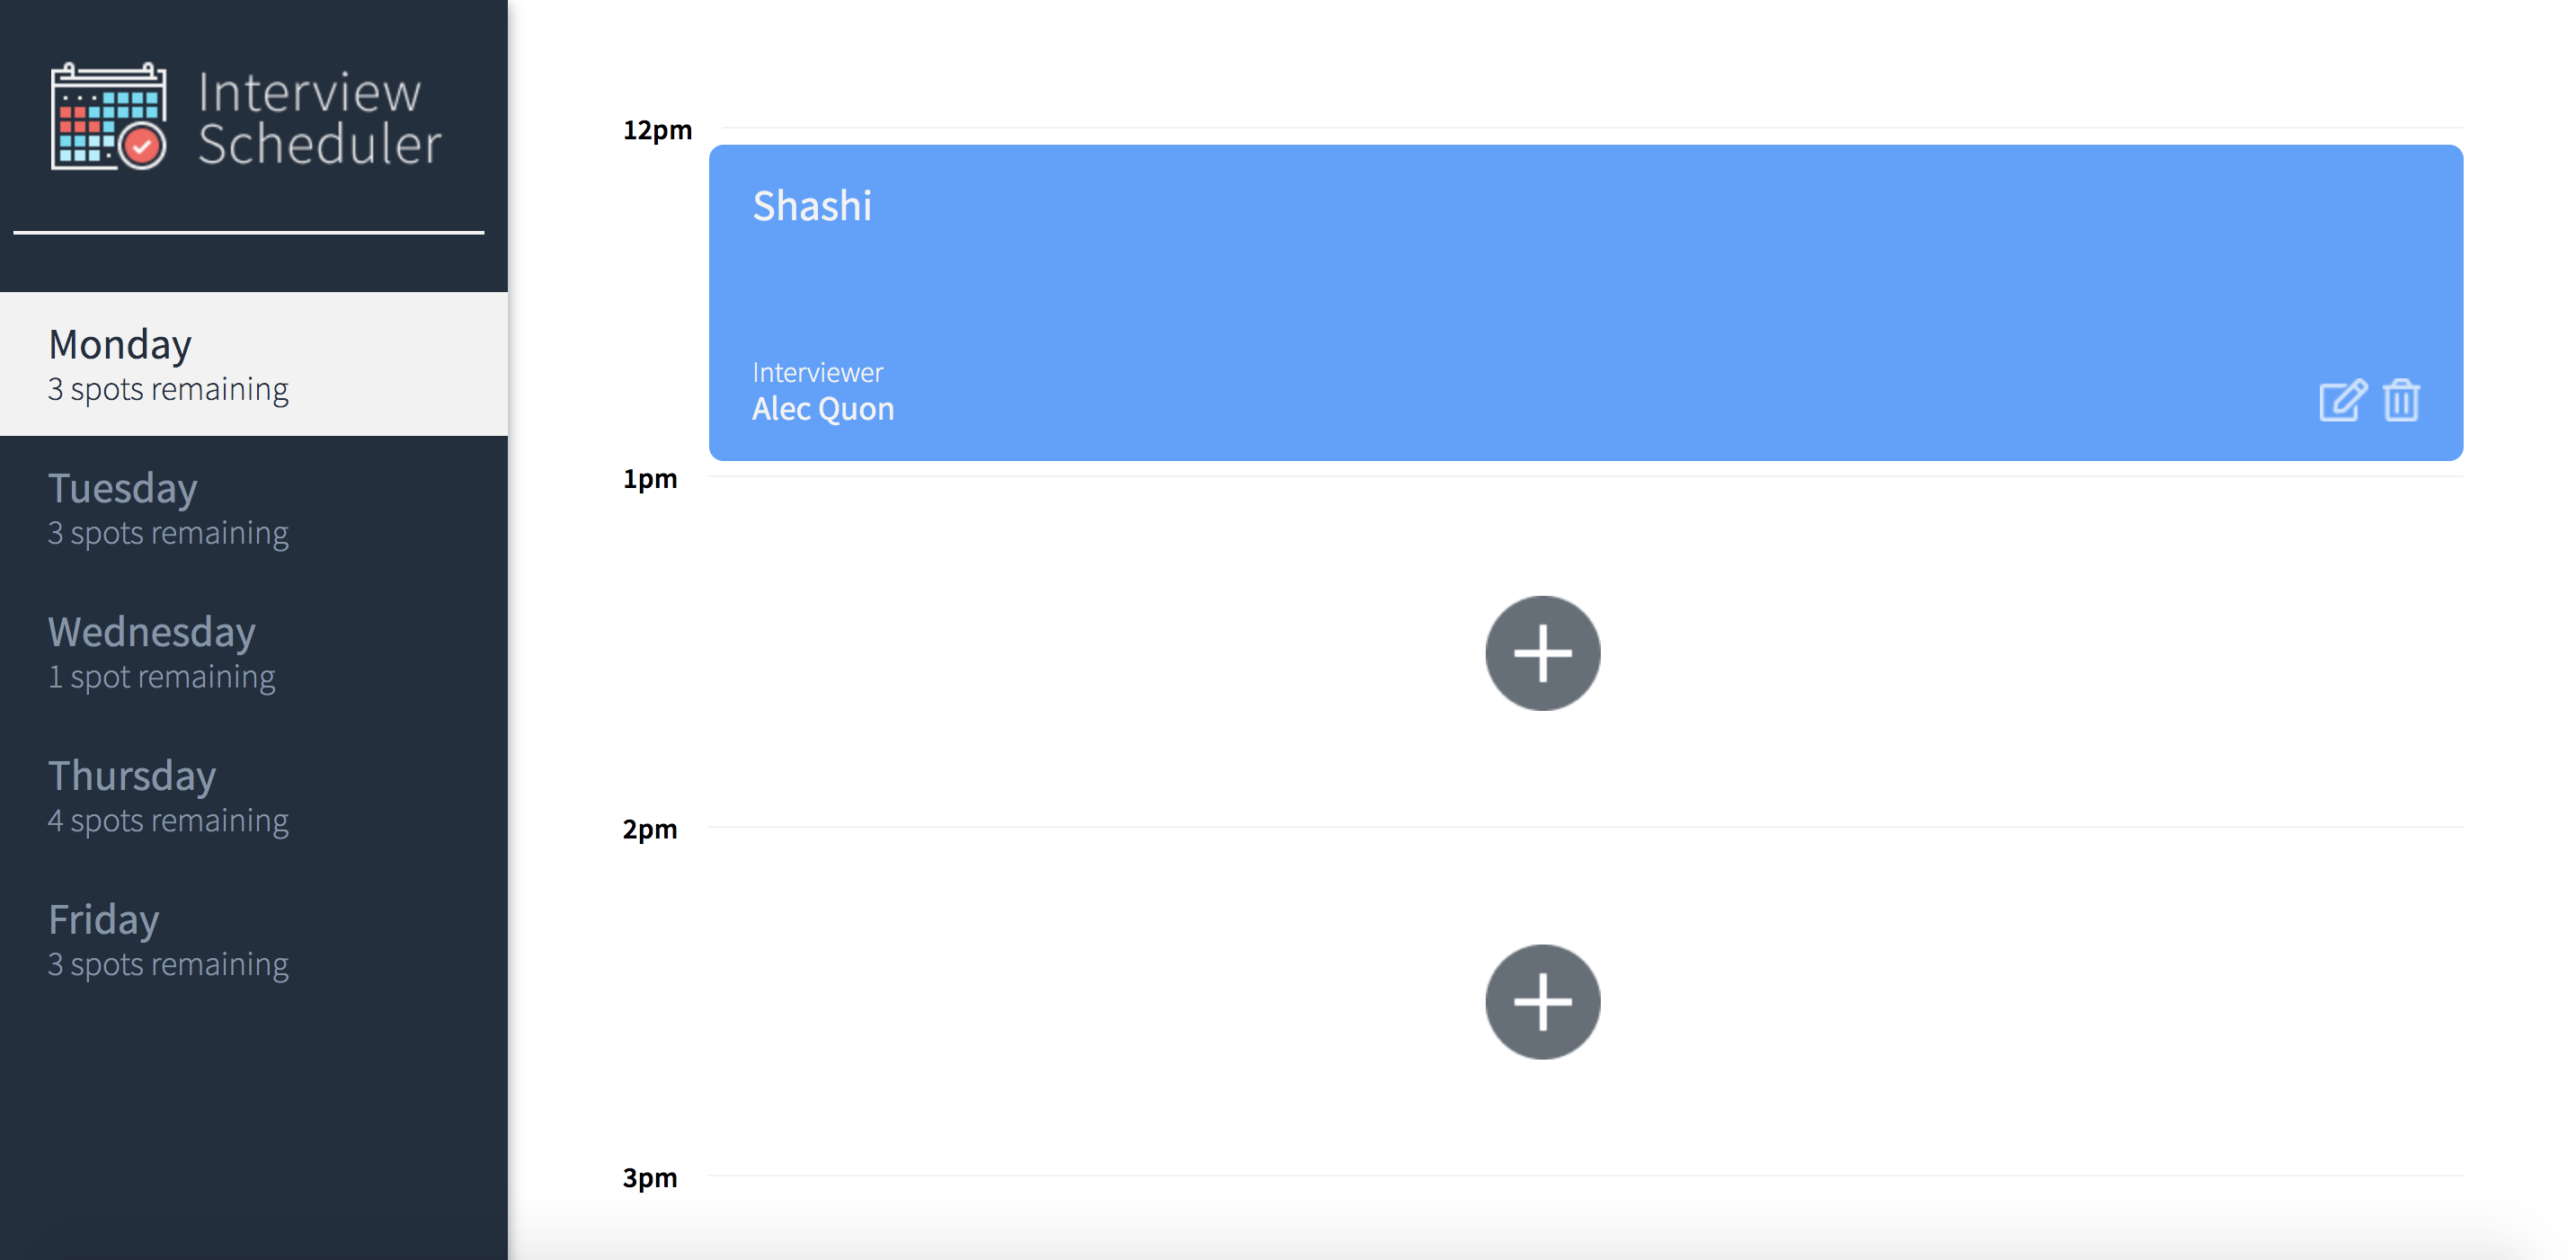 Interview
Scheduler
Monday
3 spots remaining
Tuesday
3 spots remaining
Wednesday
1 spot remaining
Thursday
4 spots remaining
Friday
3 spots remaining
12pm
Shashi
Interviewer
Alec Quon
1pm
2pm
3pm